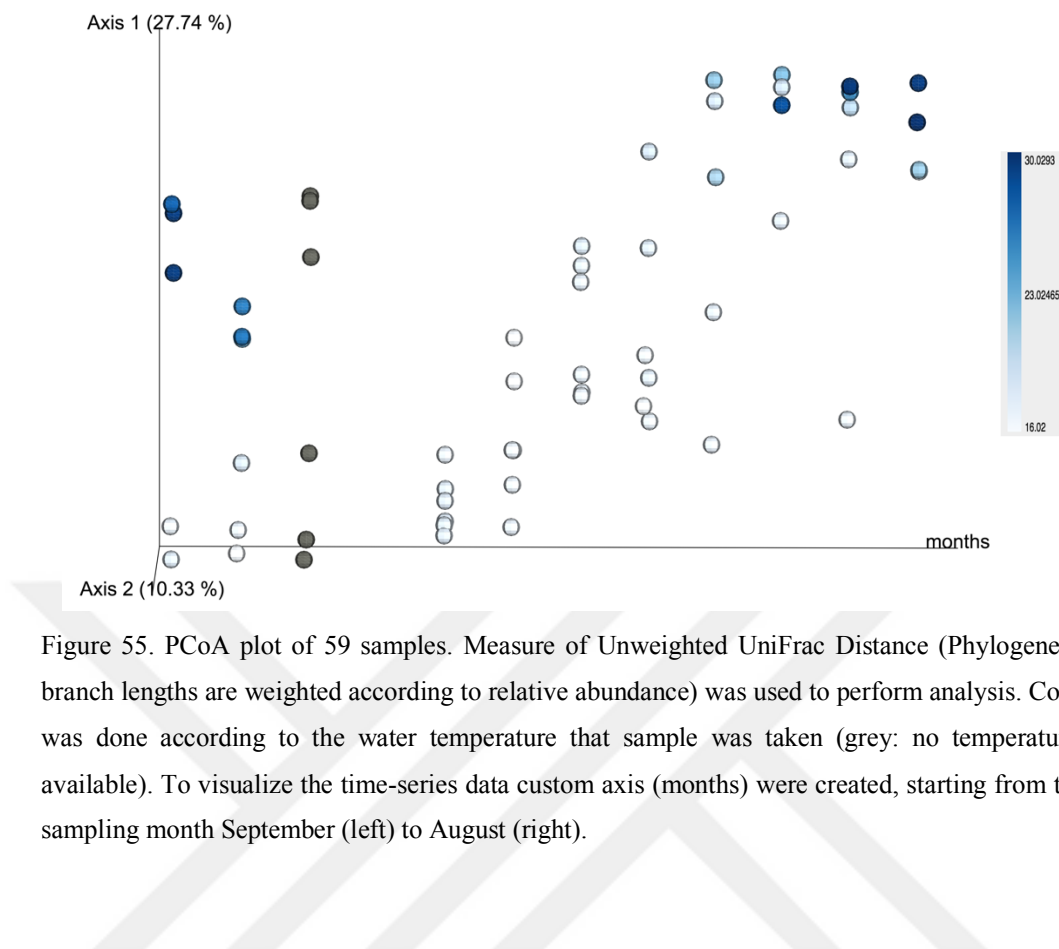 Axis 1 (27.74 %)
30.0293
23.02465
16.02
months
Axis 2 (10.33 %)
Figure 55. PCoA plot of 59 samples. Measure of Unweighted UniFrac Distance (Phylogene
branch lengths are weighted according to relative abundance) was used to perform analysis. Co
was done according to the water temperature that sample was taken (grey: no temperatu
available). To visualize the time-series data custom axis (months) were created, starting from t
sampling month September (left) to August (right).